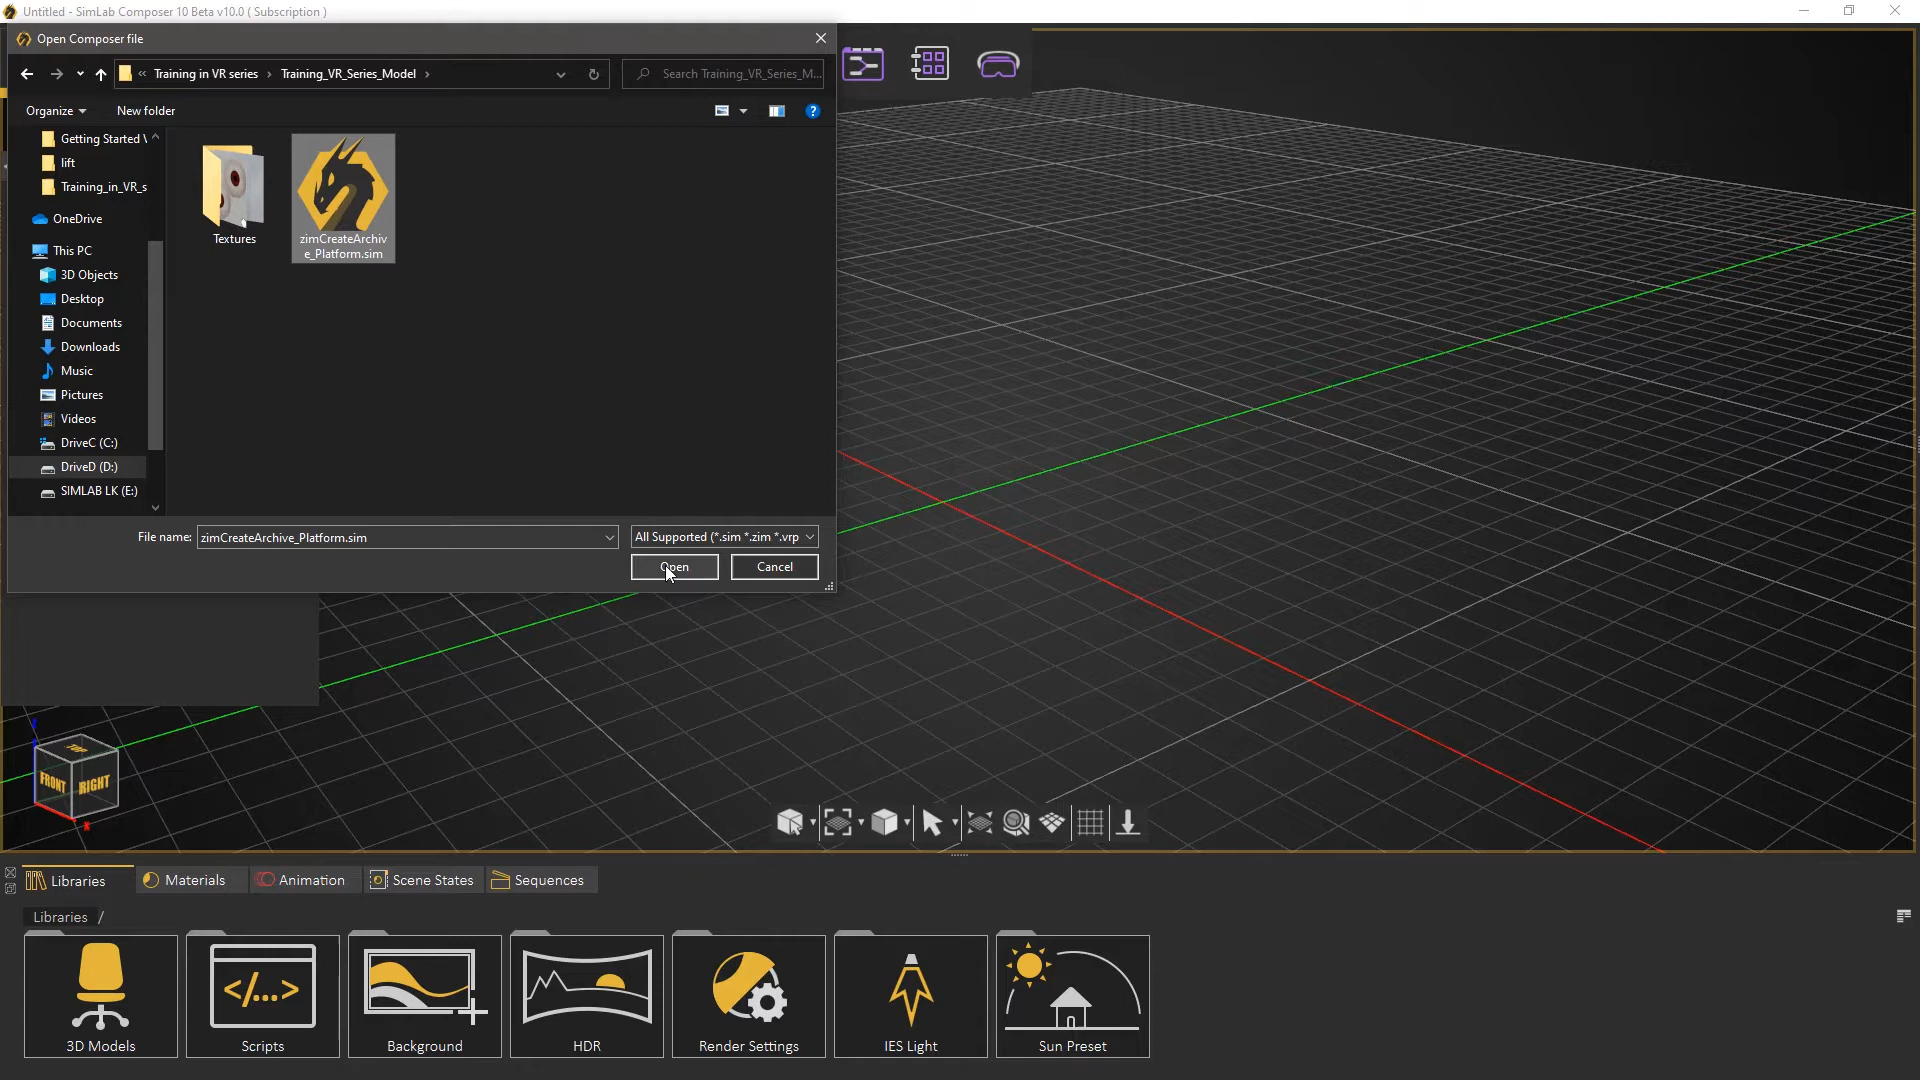 Untitled - SimLab Composer 10 Beta v10.0 ( Subscription )
Open Composer file
« Training in VR series › Training_VR_Series_Model ›
Search Training_VR_Series_M...
Organize
New folder
Getting Started V
lift
Training_in_VR_s
OneDrive
This PC
3D Objects
Desktop
Documents
Downloads
Music
Pictures
Videos
DriveC (C:)
DriveD (D:)
SIMLAB LK (E:)
Textures
zimCreateArchiv
e_Platform.sim
File name:
zimCreateArchive_Platform.sim
All Supported (*.sim *.zim *.vrp
Open
Cancel
TOP
FRONT
RIGHT
Libraries
Materials
Animation
Scene States
Sequences
Libraries /
</...>
3D Models
Scripts
Background
HDR
Render Settings
IES Light
Sun Preset